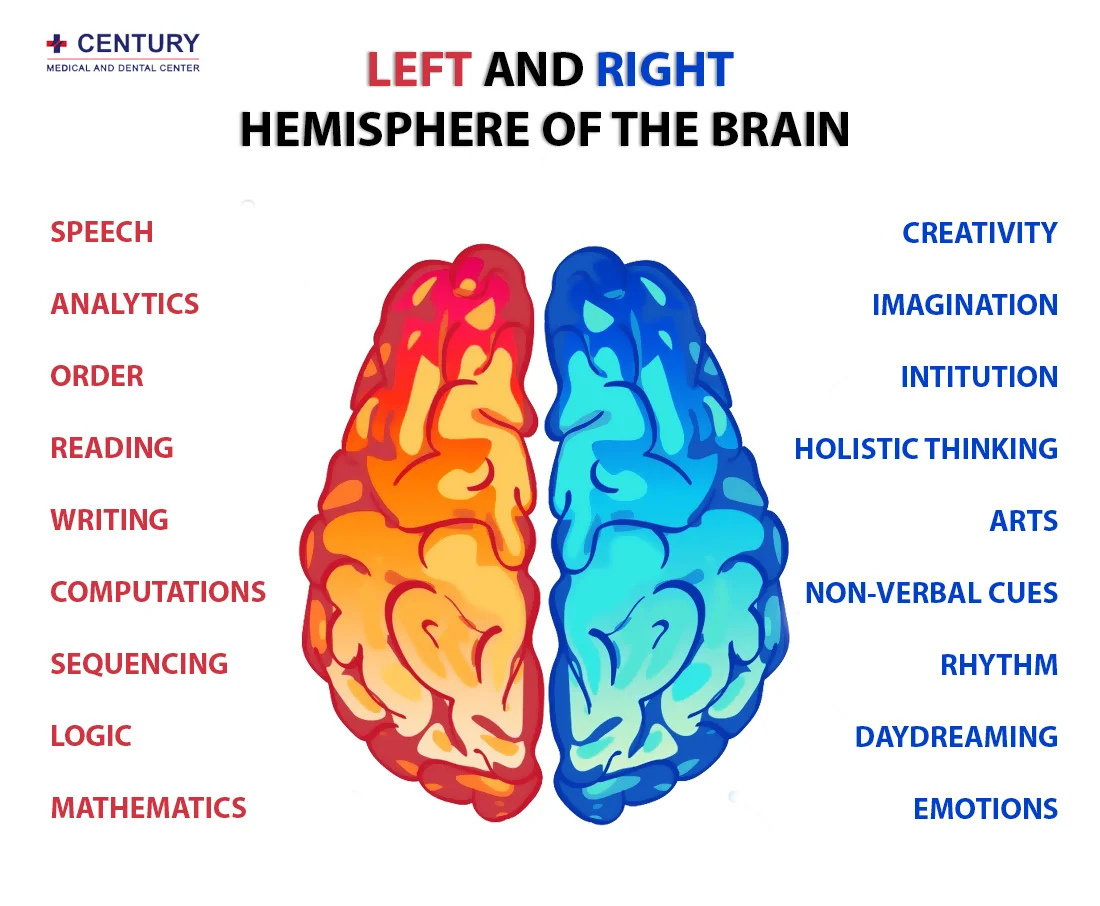 CENTURY
MEDICAL AND DENTAL CENTER
LEFT AND RIGHT
HEMISPHERE OF THE BRAIN
SPEECH
ANALYTICS
ORDER
READING
WRITING
COMPUTATIONS
SEQUENCING
LOGIC
MATHEMATICS
CREATIVITY
IMAGINATION
INTITUTION
HOLISTIC THINKING
ARTS
NON-VERBAL CUES
RHYTHM
DAYDREAMING
EMOTIONS